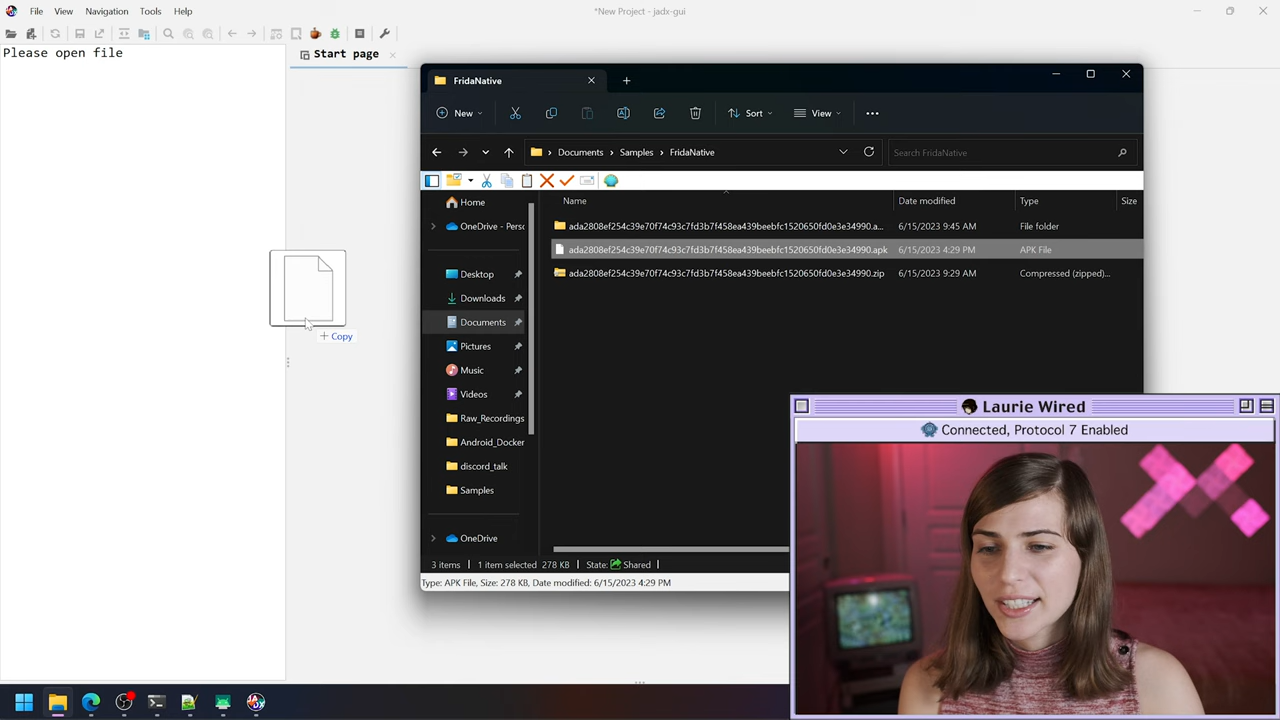 File View Navigation Tools Help
*New Project - jadx-gui
Please open file
Start page
FridaNative
New
Sort
View
Documents Samples FridaNative
Search FridaNative
Name Date modified Type Size
Home
OneDrive - Perso
Desktop
Downloads
Documents
Pictures
Music
Videos
Raw_Recordings
Android_Docker
discord_talk
Samples
OneDrive
ada2808ef254c39e70f74c93c7fd3b7f458ea439beebfc1520650fd0e3e34990.a... 6/15/2023 9:45 AM File folder
ada2808ef254c39e70f74c93c7fd3b7f458ea439beebfc1520650fd0e3e34990.apk 6/15/2023 4:29 PM APK File
ada2808ef254c39e70f74c93c7fd3b7f458ea439beebfc1520650fd0e3e34990.zip 6/15/2023 9:29 AM Compressed (zipped)...
+ Copy
3 items | 1 item selected 278 KB | State: Shared |
Type: APK File, Size: 278 KB, Date modified: 6/15/2023 4:29 PM
Laurie Wired
Connected, Protocol 7 Enabled